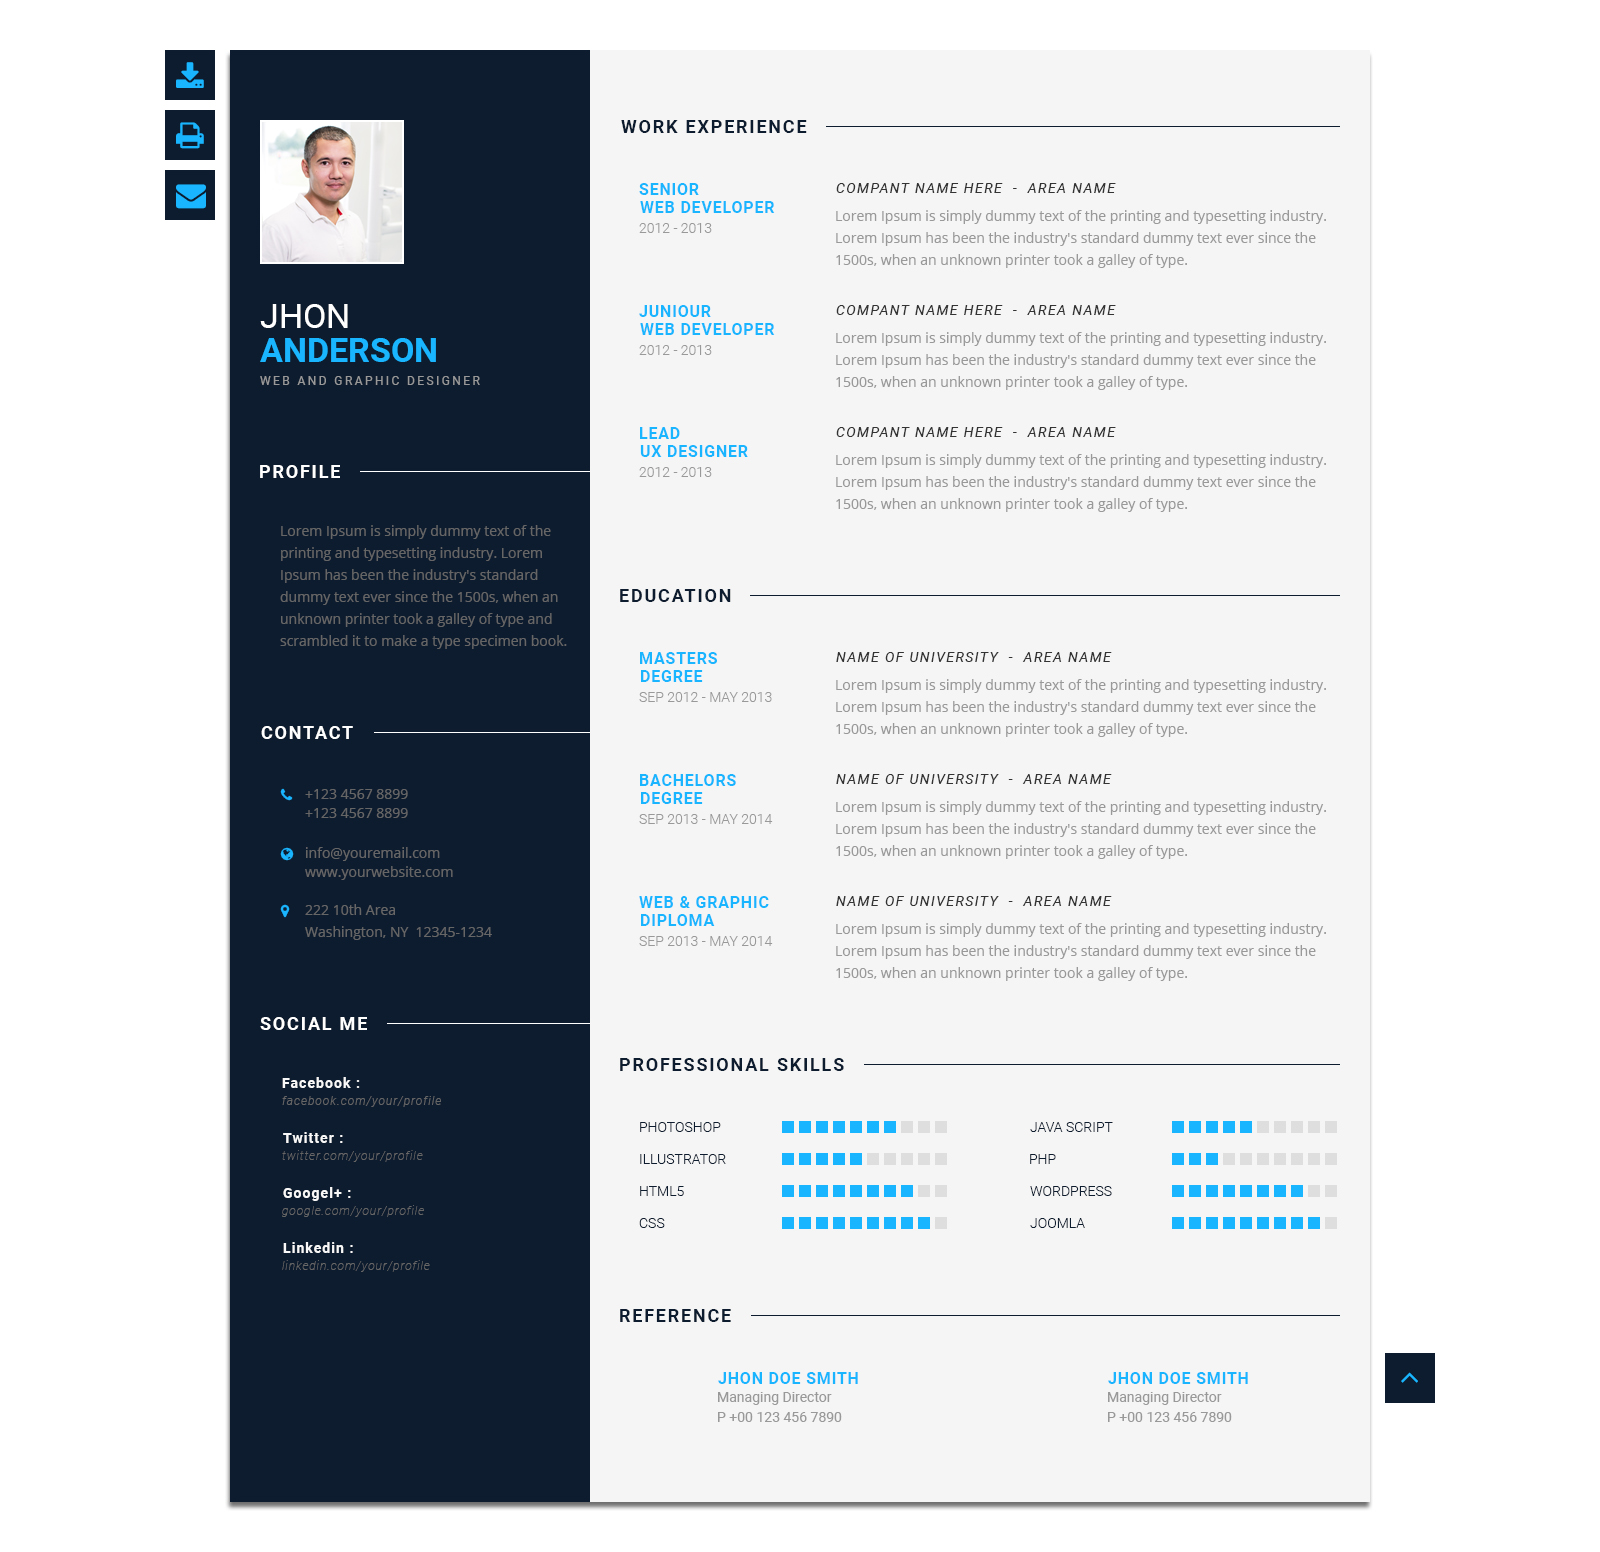 JHON
ANDERSON
WEB AND GRAPHIC DESIGNER
PROFILE
Lorem Ipsum is simply dummy text of the
printing and typesetting industry. Lorem
Ipsum has been the industry's standard
dummy text ever since the 1500s, when an
unknown printer took a galley of type and
scrambled it to make a type specimen book.
CONTACT
+123 4567 8899
+123 4567 8899
info@youremail.com
www.yourwebsite.com
222 10th Area
Washington, NY 12345-1234
SOCIAL ME
Facebook :
facebook.com/your/profile
Twitter :
twitter.com/your/profile
Googel+ :
google.com/your/profile
Linkedin :
linkedin.com/your/profile
WORK EXPERIENCE
SENIOR
WEB DEVELOPER
2012 - 2013
COMPANT NAME HERE - AREA NAME
Lorem Ipsum is simply dummy text of the printing and typesetting industry.
Lorem Ipsum has been the industry's standard dummy text ever since the
1500s, when an unknown printer took a galley of type.
JUNIOUR
WEB DEVELOPER
2012 - 2013
COMPANT NAME HERE - AREA NAME
Lorem Ipsum is simply dummy text of the printing and typesetting industry.
Lorem Ipsum has been the industry's standard dummy text ever since the
1500s, when an unknown printer took a galley of type.
LEAD
UX DESIGNER
2012 - 2013
COMPANT NAME HERE - AREA NAME
Lorem Ipsum is simply dummy text of the printing and typesetting industry.
Lorem Ipsum has been the industry's standard dummy text ever since the
1500s, when an unknown printer took a galley of type.
EDUCATION
MASTERS
DEGREE
SEP 2012 - MAY 2013
NAME OF UNIVERSITY - AREA NAME
Lorem Ipsum is simply dummy text of the printing and typesetting industry.
Lorem Ipsum has been the industry's standard dummy text ever since the
1500s, when an unknown printer took a galley of type.
BACHELORS
DEGREE
SEP 2013 - MAY 2014
NAME OF UNIVERSITY - AREA NAME
Lorem Ipsum is simply dummy text of the printing and typesetting industry.
Lorem Ipsum has been the industry's standard dummy text ever since the
1500s, when an unknown printer took a galley of type.
WEB & GRAPHIC
DIPLOMA
SEP 2013 - MAY 2014
NAME OF UNIVERSITY - AREA NAME
Lorem Ipsum is simply dummy text of the printing and typesetting industry.
Lorem Ipsum has been the industry's standard dummy text ever since the
1500s, when an unknown printer took a galley of type.
PROFESSIONAL SKILLS
PHOTOSHOP
ILLUSTRATOR
HTML5
CSS
JAVA SCRIPT
PHP
WORDPRESS
JOOMLA
REFERENCE
JHON DOE SMITH
Managing Director
P +00 123 456 7890
JHON DOE SMITH
Managing Director
P +00 123 456 7890